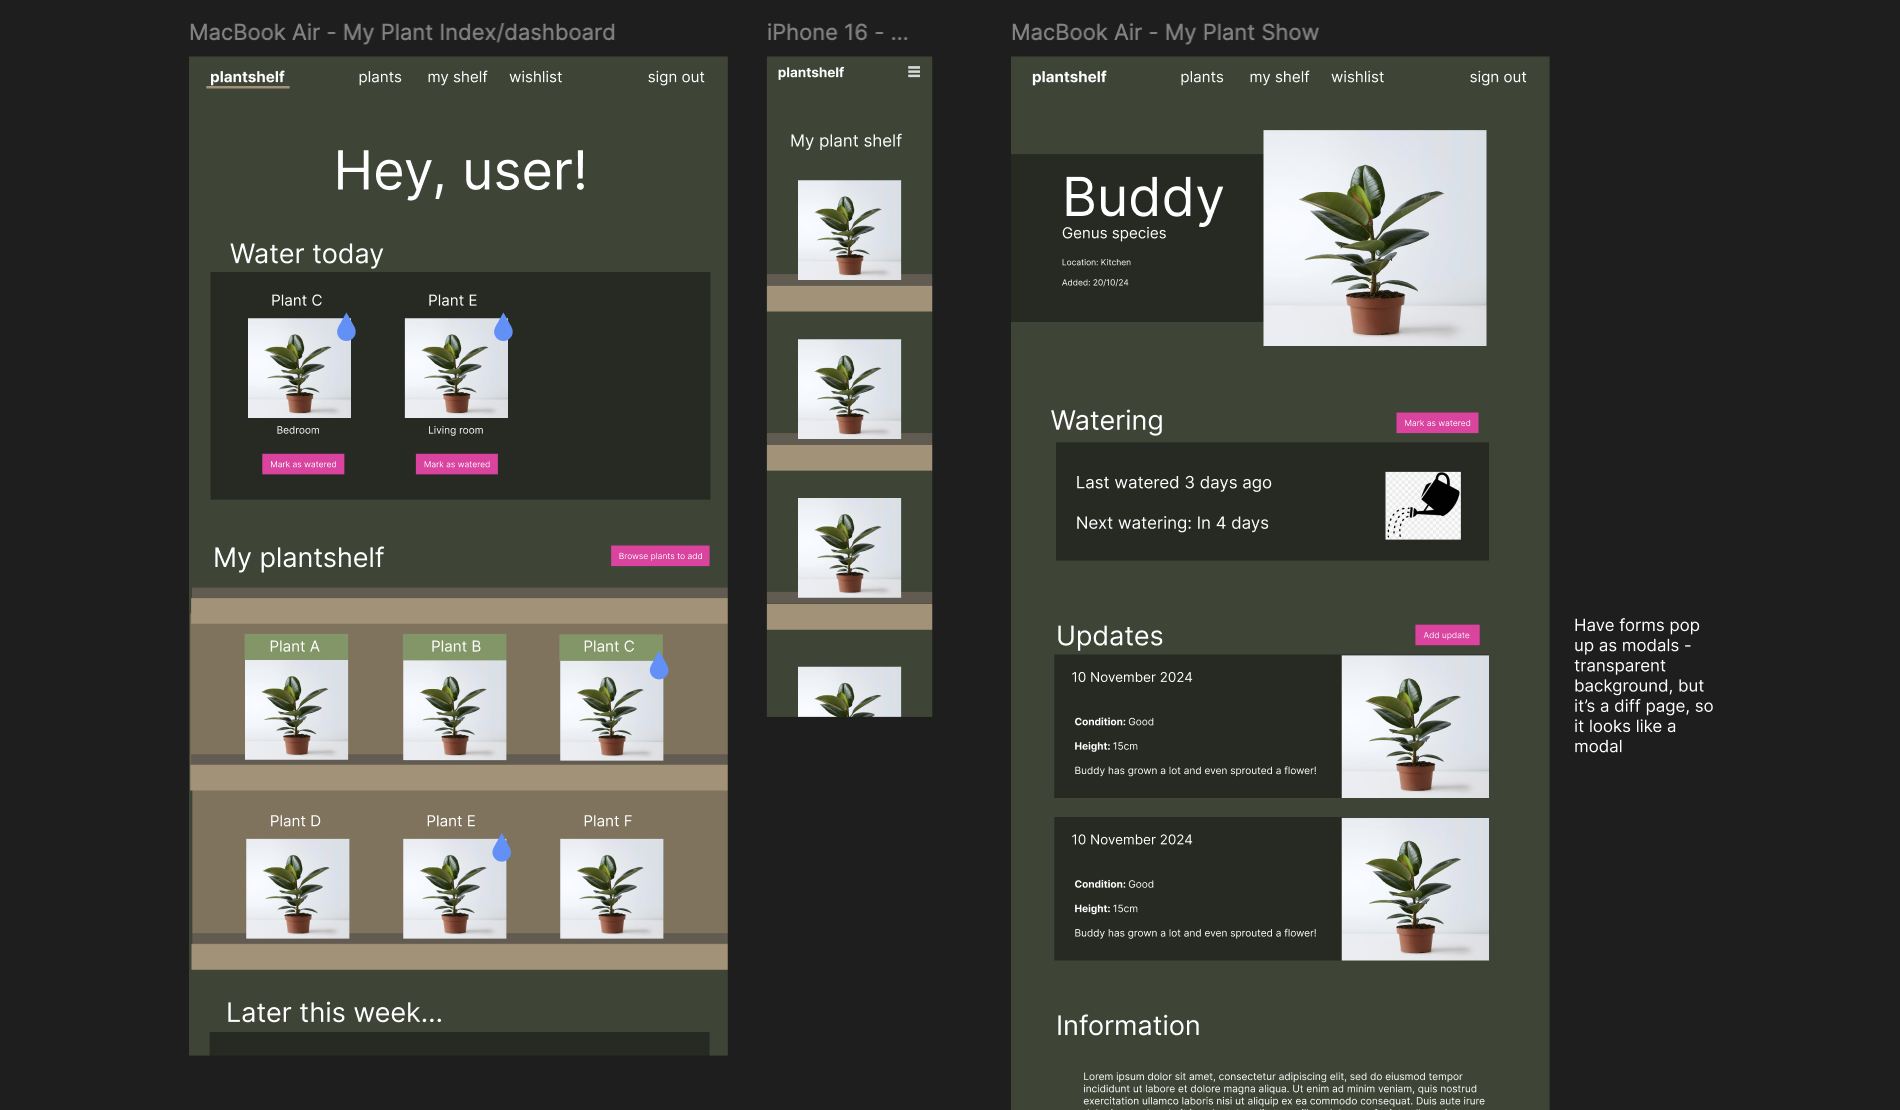 MacBook Air - My Plant Index/dashboard
plantshelf
plants
my shelf
wishlist
sign out
Hey, user!
Water today
Plant C
Plant E
Bedroom
Living room
Mark as watered
Mark as watered
My plantshelf
Browse plants to add
Plant A
Plant B
Plant C
Plant D
Plant E
Plant F
Later this week...
iPhone 16 - ...
plantshelf
My plant shelf
MacBook Air - My Plant Show
plantshelf
plants
my shelf
wishlist
sign out
Buddy
Genus species
Location: Kitchen
Added: 20/10/24
Watering
Mark as watered
Last watered 3 days ago
Next watering: In 4 days
Updates
Add update
10 November 2024
Condition: Good
Height: 15cm
Buddy has grown a lot and even sprouted a flower!
10 November 2024
Condition: Good
Height: 15cm
Buddy has grown a lot and even sprouted a flower!
Information
Lorem ipsum dolor sit amet, consectetur adipiscing elit, sed do eiusmod tempor
incididunt ut labore et dolore magna aliqua. Ut enim ad minim veniam, quis nostrud
exercitation ullamco laboris nisi ut aliquip ex ea commodo consequat. Duis aute irure
Have forms pop
up as modals -
transparent
background, but
it's a diff page, so
it looks like a
modal